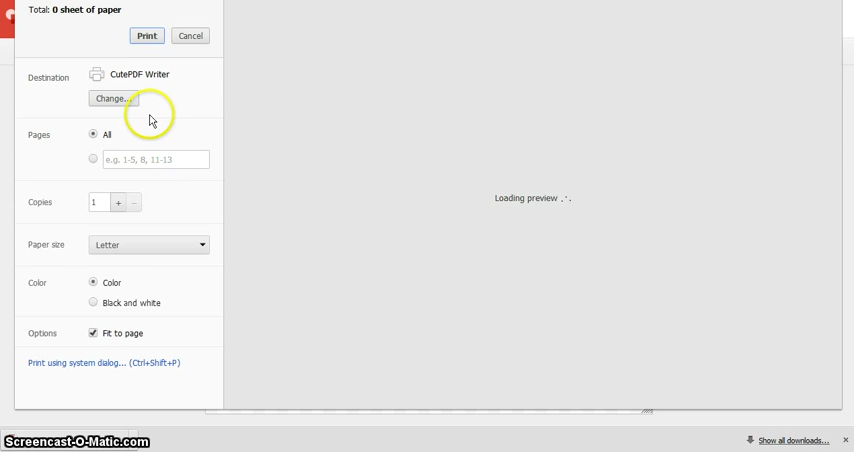 Total: 0 sheet of paper
Print Cancel
Destination CutePDF Writer
Change...
Pages All
e.g. 1-5, 8, 11-13
Loading preview
Copies 1 + -
Paper size Letter
Color Color
Black and white
Options Fit to page
Print using system dialog... (Ctrl+Shift+P)
Screencast-O-Matic.com Show all downloads... ×